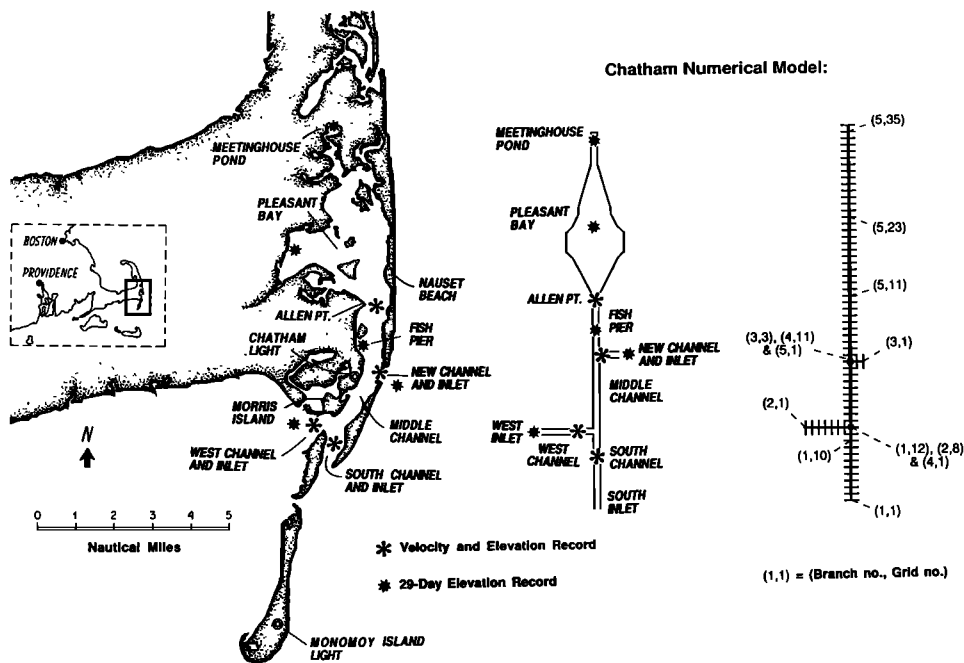 MEETINGHOUSE
POND
PLEASANT
BAY
BOSTON
PROVIDENCE
NAUSET
BEACH
ALLEN PT.
FISH
PIER
CHATHAM
LIGHT
NEW CHANNEL
AND INLET
MORRIS
ISLAND
MIDDLE
CHANNEL
N
WEST CHANNEL
AND INLET
SOUTH CHANNEL
AND INLET
0 1 2 3 4 5
Nautical Miles
MONOMOY ISLAND
LIGHT
Chatham Numerical Model:
MEETINGHOUSE
POND
PLEASANT
BAY
ALLEN PT.
FISH
PIER
NEW CHANNEL
AND INLET
MIDDLE
CHANNEL
WEST
INLET
WEST
CHANNEL
SOUTH
CHANNEL
SOUTH
INLET
Velocity and Elevation Record
29-Day Elevation Record
(5,35)
(5,23)
(5,11)
(3,3), (4,11)
& (5,1)
(3,1)
(2,1)
(1,10)
(1,12), (2,8)
& (4,1)
(1,1)
(1,1) = (Branch no., Grid no.)